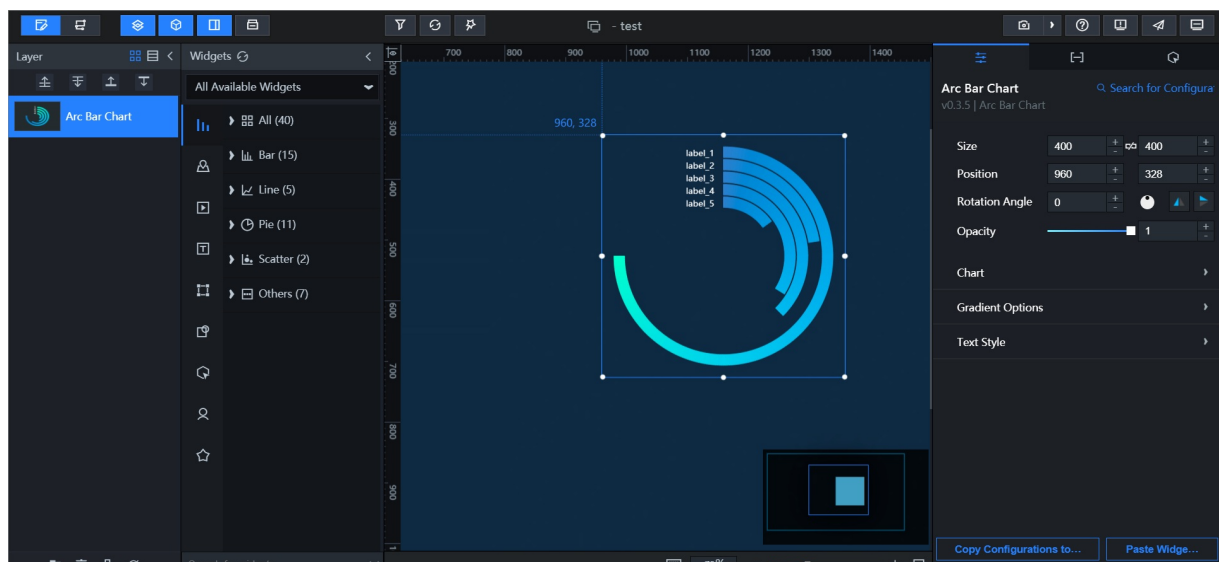 - test
Layer
Widgets
All Available Widgets
Arc Bar Chart
All (40)
Bar (15)
Line (5)
Pie (11)
Scatter (2)
Others (7)
700
800
900
1000
1100
1200
1300
1400
200
300
400
500
600
700
800
900
960, 328
label_1
label_2
label_3
label_4
label_5
Arc Bar Chart
Search for Configura
v0.3.5 | Arc Bar Chart
Size 400 400
Position 960 328
Rotation Angle 0
Opacity 1
Chart
Gradient Options
Text Style
Copy Configurations to...
Paste Widge...